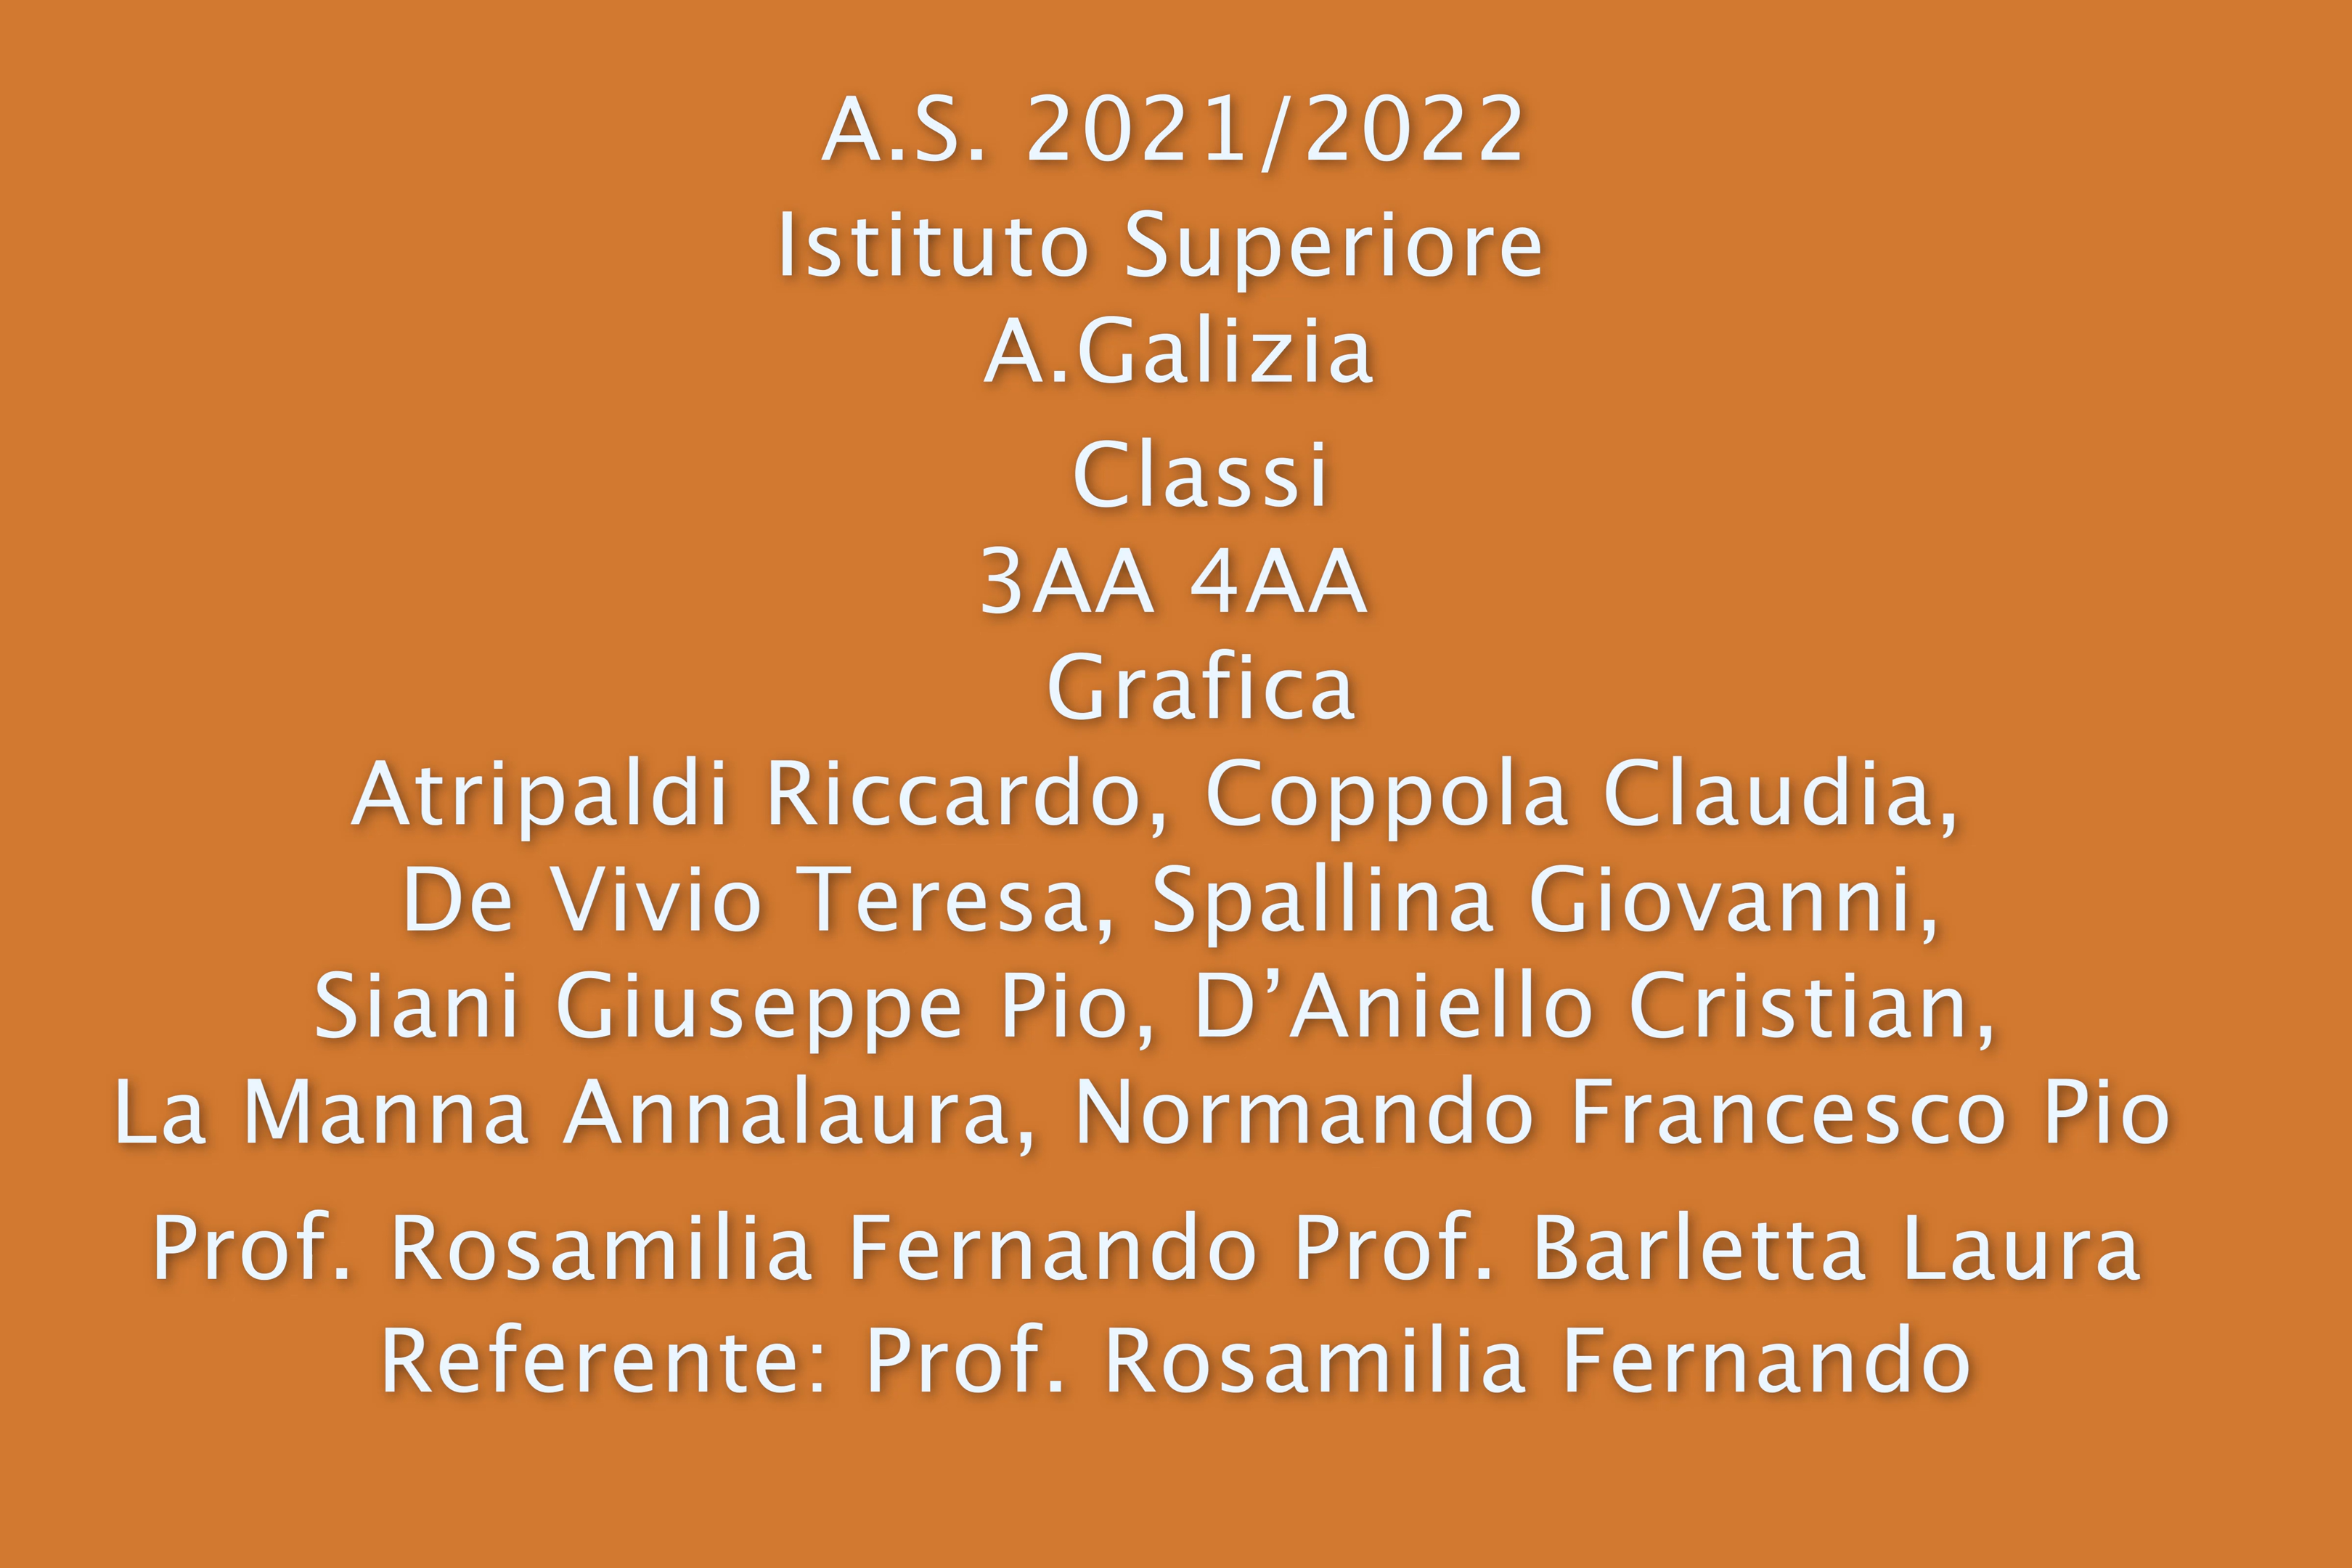 A.S. 2021/2022
Istituto Superiore
A.Galizia
Classi
3AA 4AA
Grafica
Atripaldi Riccardo, Coppola Claudia,
De Vivio Teresa, Spallina Giovanni,
Siani Giuseppe Pio, D’Aniello Cristian,
La Manna Annalaura, Normando Francesco Pio
Prof. Rosamilia Fernando Prof. Barletta Laura
Referente: Prof. Rosamilia Fernando